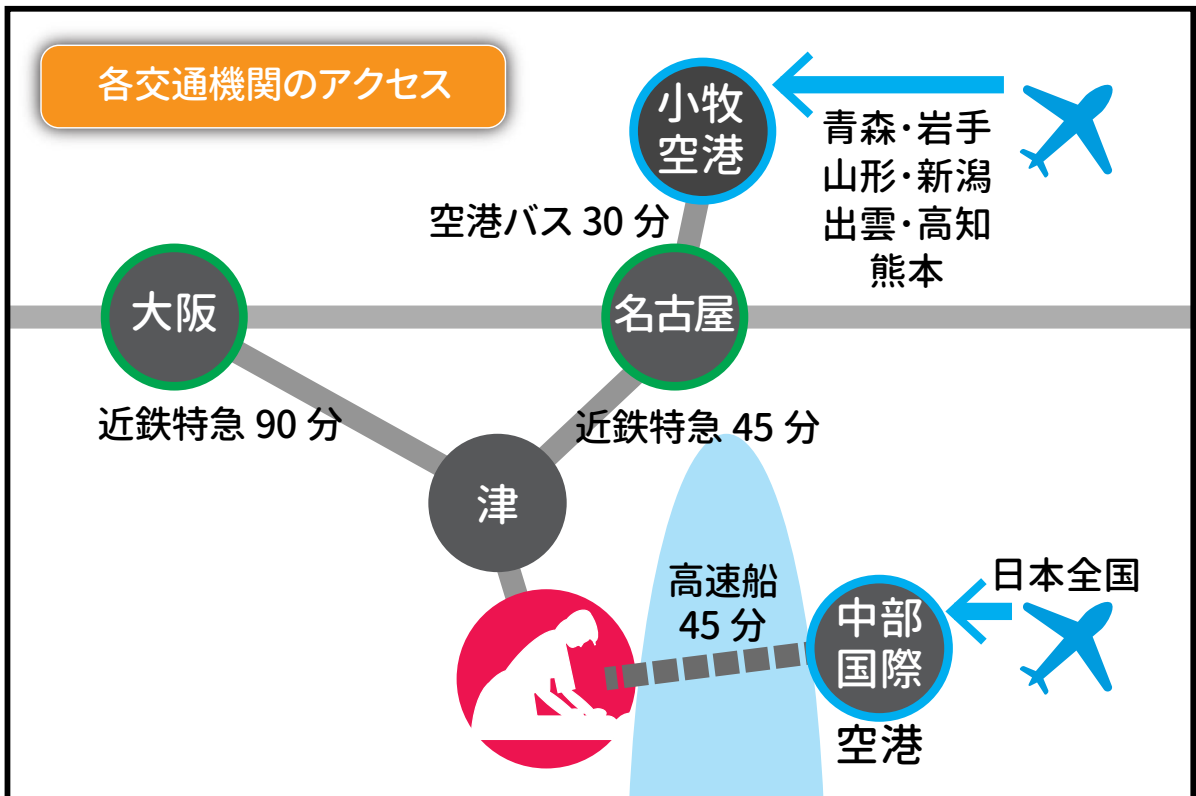 各交通機関のアクセス
小牧
空港
青森・岩手
山形・新潟
出雲・高知
熊本
空港バス 30 分
大阪
名古屋
近鉄特急 90 分
近鉄特急 45 分
津
高速船
45 分
日本全国
中部
国際
空港